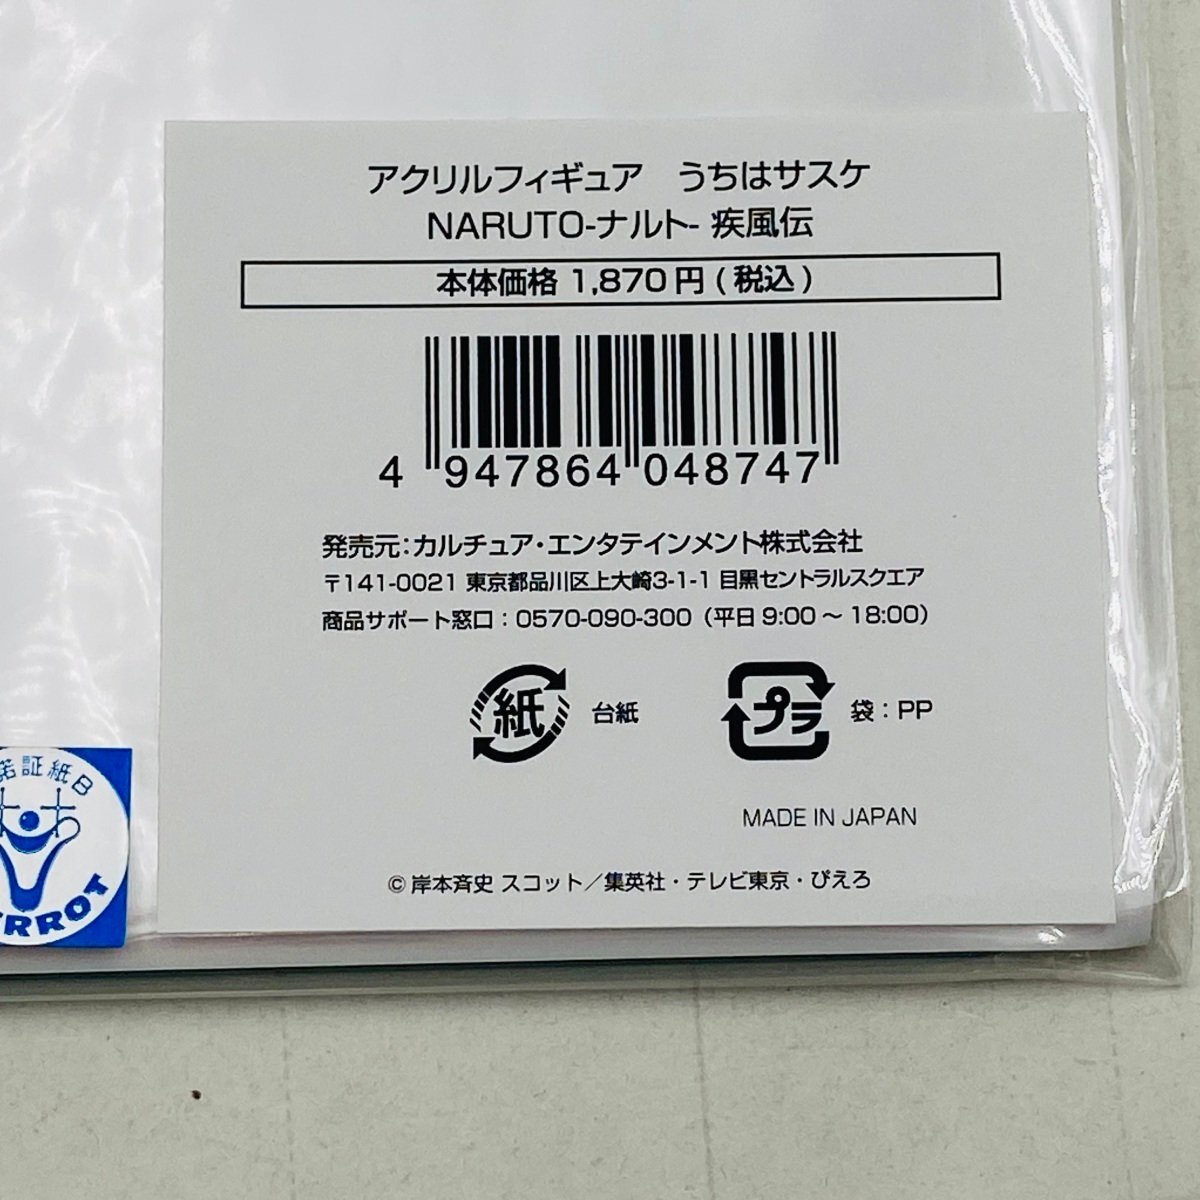 アクリルフィギュア　うちはサスケ
NARUTO-ナルト- 疾風伝
本体価格 1,870円(税込)
4 947864 048747
発売元:カルチュア・エンタテインメント株式会社
〒141-0021 東京都品川区上大崎3-1-1 目黒セントラルスクエア
商品サポート窓口：0570-090-300（平日 9:00～18:00）
紙 台紙
プラ 袋：PP
MADE IN JAPAN
©岸本斉史 スコット／集英社・テレビ東京・ぴえろ
諾証紙B
RROT